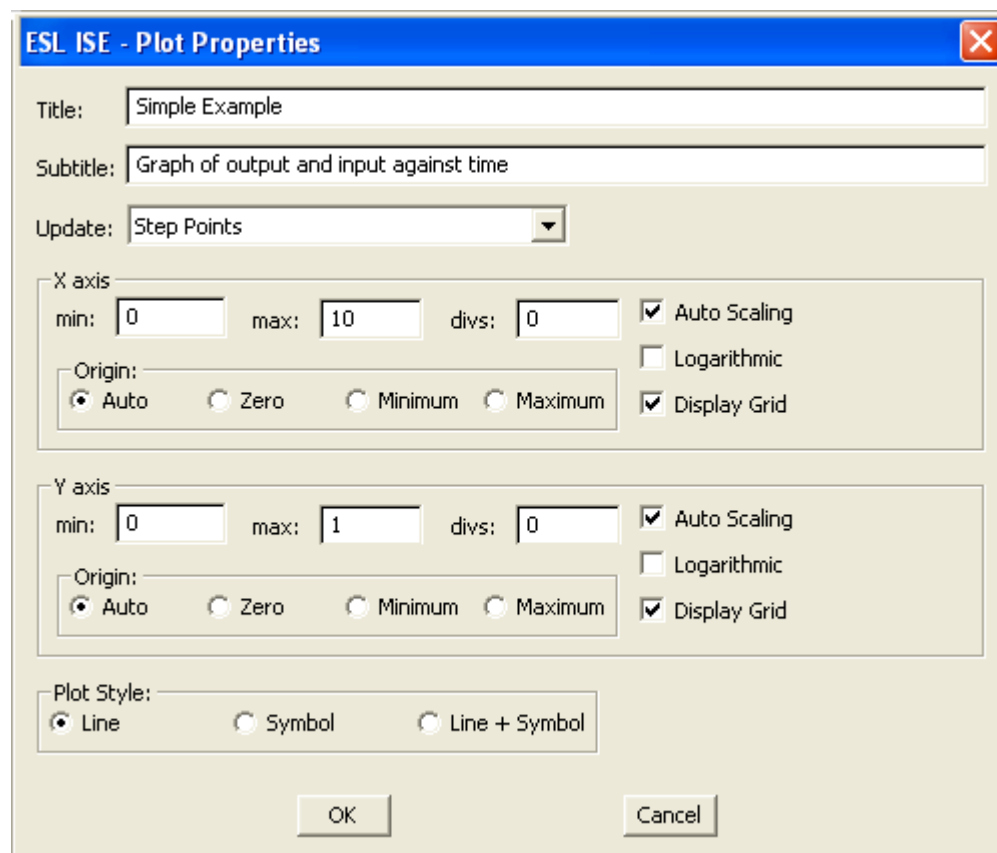 ESL ISE - Plot Properties
Title: Simple Example
Subtitle: Graph of output and input against time
Update: Step Points
X axis
min: 0 max: 10 divs: 0 Auto Scaling
Logarithmic
Origin:
Auto Zero Minimum Maximum Display Grid
Y axis
min: 0 max: 1 divs: 0 Auto Scaling
Logarithmic
Origin:
Auto Zero Minimum Maximum Display Grid
Plot Style:
Line Symbol Line + Symbol
OK Cancel